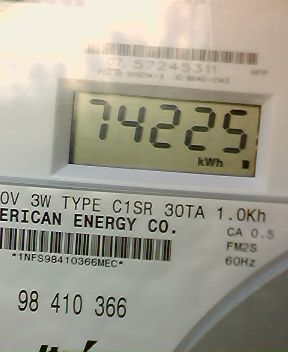 07 57245311
74225
kWh
0V 3W TYPE C1SR 30TA 1.0Kh
ERICAN ENERGY CO.
CA 0.5
FM2S
*1NFS98410366MEC*
60Hz
98 410 366